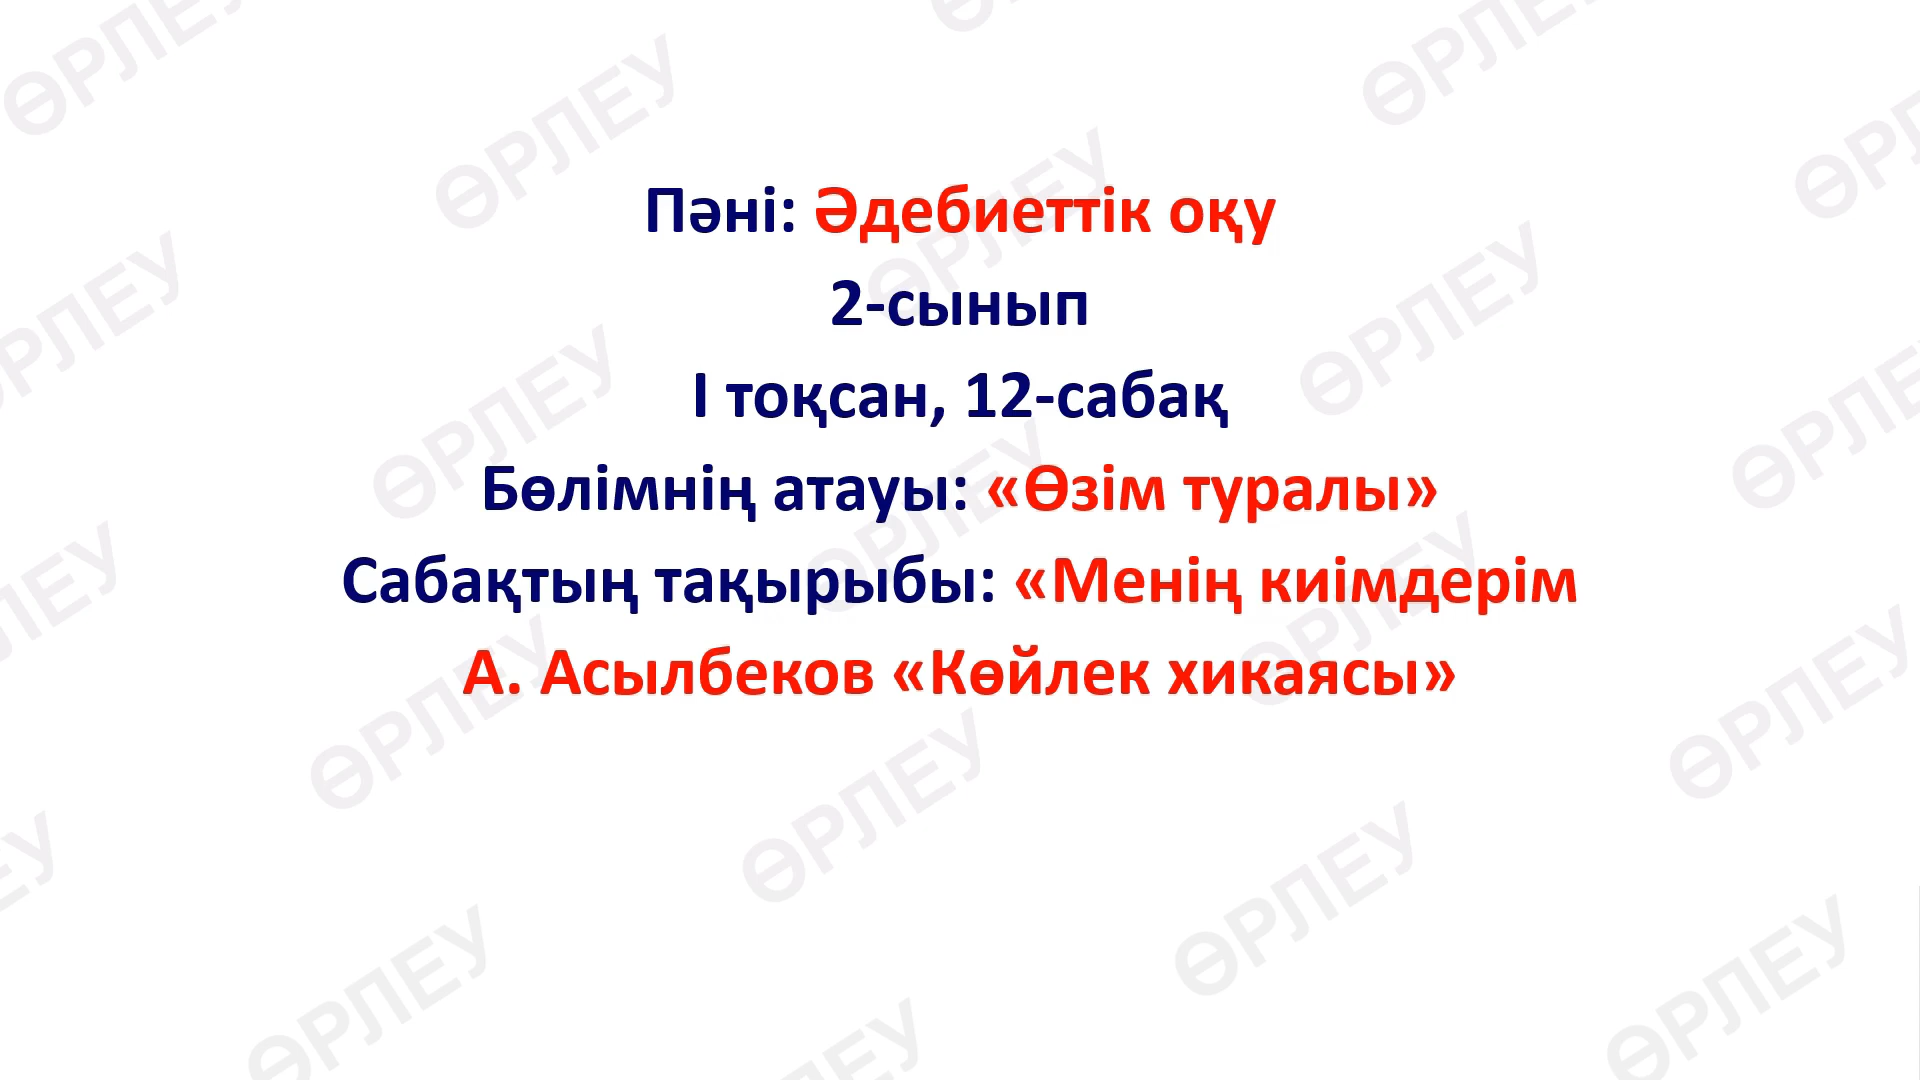 Пәні: Әдебиеттік оқу
2-сынып
І тоқсан, 12-сабақ
Бөлімнің атауы: «Өзім туралы»
Сабақтың тақырыбы: «Менің киімдерім
А. Асылбеков «Көйлек хикаясы»
ӨРЛЕУ